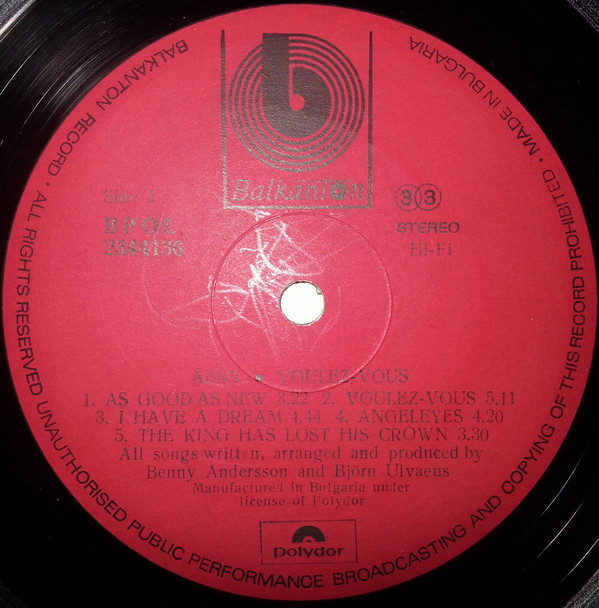 BALKANTON RECORD • ALL RIGHTS RESERVED UNAUTHORISED PUBLIC PERFORMANCE BROADCASTING AND COPYING OF THIS RECORD PROHIBITED • MADE IN BULGARIA
b
Balkanton
Side
33
BPOL
2344136
STEREO
Hi-Fi
ABBA • VOULEZ-VOUS
1. AS GOOD AS NEW 3.22 2. VOULEZ-VOUS 5.11
3. I HAVE A DREAM 4.44 4. ANGELEYES 4.20
5. THE KING HAS LOST HIS CROWN 3.30
All songs written, arranged and produced by
Benny Andersson and Björn Ulvaeus
Manufactured in Bulgaria under
license of Polydor
polydor